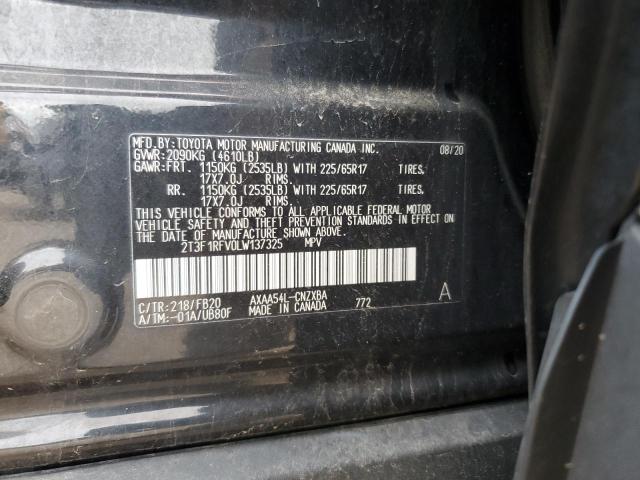 MFD.BY:TOYOTA MOTOR MANUFACTURING CANADA INC. 08/20
GVWR:2090KG (4610LB)
GAWR:FRT. 1150KG (2535LB) WITH 225/65R17 TIRES,
17X7.0J RIMS.
RR. 1150KG (2535LB) WITH 225/65R17 TIRES,
17X7.0J RIMS.
THIS VEHICLE CONFORMS TO ALL APPLICABLE FEDERAL MOTOR
VEHICLE SAFETY AND THEFT PREVENTION STANDARDS IN EFFECT ON
THE DATE OF MANUFACTURE SHOWN ABOVE.
2T3F1RFV0LW137325 MPV
C/TR:218/FB20 AXAA54L-CNZXBA 772 A
A/TM:-01A/UB80F MADE IN CANADA